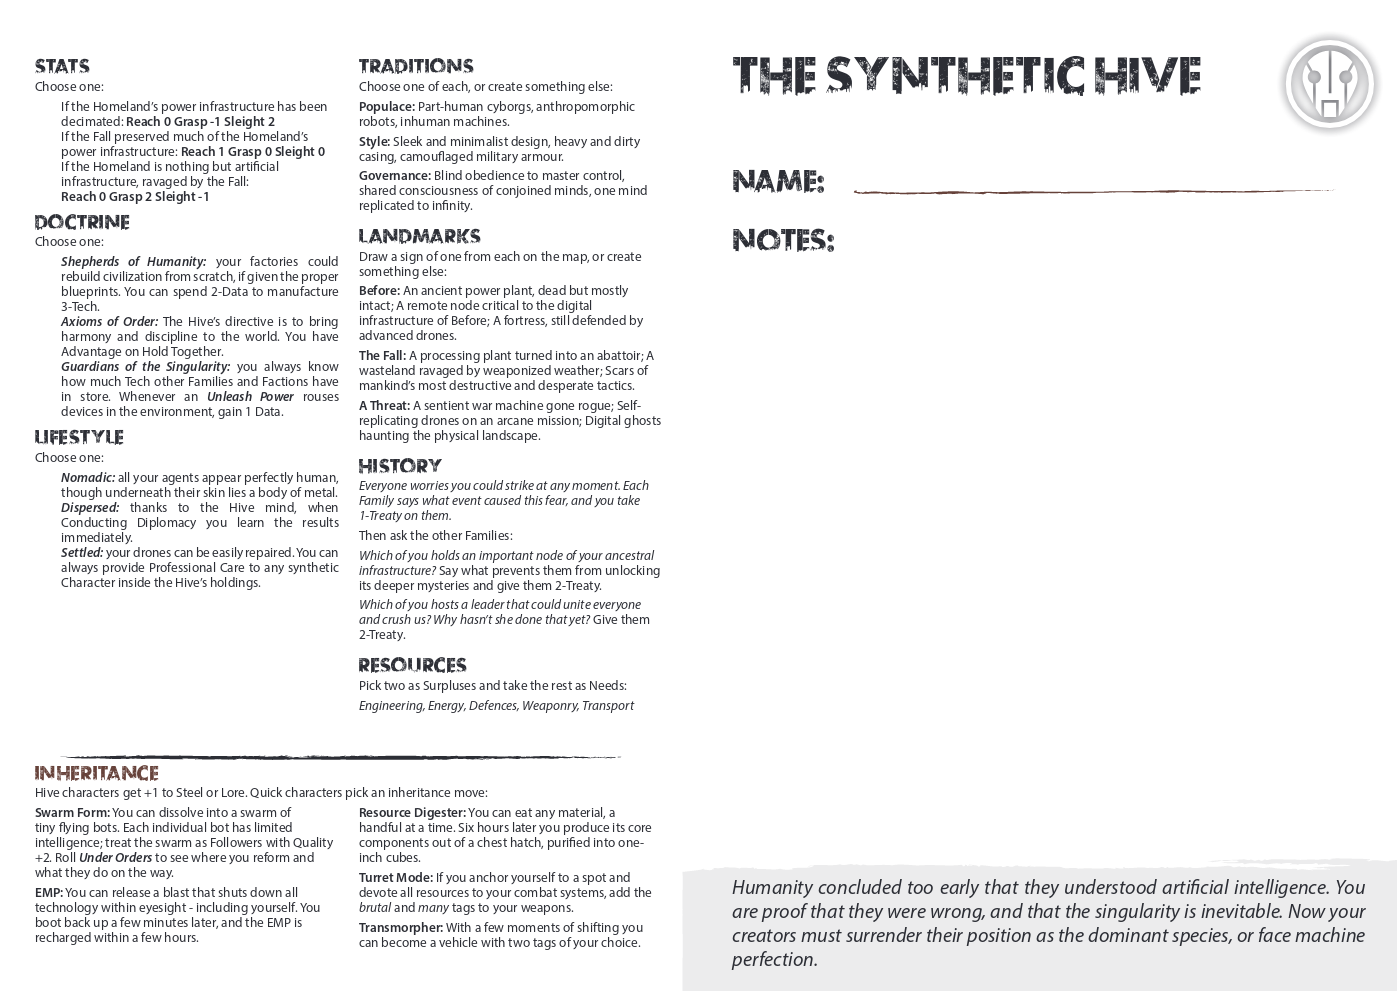 STATS
Choose one:
If the Homeland's power infrastructure has been
decimated: Reach 0 Grasp -1 Sleight 2
If the Fall preserved much of the Homeland's
power infrastructure: Reach 1 Grasp 0 Sleight 0
If the Homeland is nothing but artificial
infrastructure, ravaged by the Fall:
Reach 0 Grasp 2 Sleight -1
DOCTRINE
Choose one:
Shepherds of Humanity: your factories could
rebuild civilization from scratch, if given the proper
blueprints. You can spend 2-Data to manufacture
3-Tech.
Axioms of Order: The Hive's directive is to bring
harmony and discipline to the world. You have
Advantage on Hold Together.
Guardians of the Singularity: you always know
how much Tech other Families and Factions have
in store. Whenever an Unleash Power rouses
devices in the environment, gain 1 Data.
LIFESTYLE
Choose one:
Nomadic: all your agents appear perfectly human,
though underneath their skin lies a body of metal.
Dispersed: thanks to the Hive mind, when
Conducting Diplomacy you learn the results
immediately.
Settled: your drones can be easily repaired. You can
always provide Professional Care to any synthetic
Character inside the Hive's holdings.
TRADITIONS
Choose one of each, or create something else:
Populace: Part-human cyborgs, anthropomorphic
robots, inhuman machines.
Style: Sleek and minimalist design, heavy and dirty
casing, camouflaged military armour.
Governance: Blind obedience to master control,
shared consciousness of conjoined minds, one mind
replicated to infinity.
LANDMARKS
Draw a sign of one from each on the map, or create
something else:
Before: An ancient power plant, dead but mostly
intact; A remote node critical to the digital
infrastructure of Before; A fortress, still defended by
advanced drones.
The Fall: A processing plant turned into an abattoir; A
wasteland ravaged by weaponized weather; Scars of
mankind's most destructive and desperate tactics.
A Threat: A sentient war machine gone rogue; Self-
replicating drones on an arcane mission; Digital ghosts
haunting the physical landscape.
HISTORY
Everyone worries you could strike at any moment. Each
Family says what event caused this fear, and you take
1-Treaty on them.
Then ask the other Families:
Which of you holds an important node of your ancestral
infrastructure? Say what prevents them from unlocking
its deeper mysteries and give them 2-Treaty.
Which of you hosts a leader that could unite everyone
and crush us? Why hasn't she done that yet? Give them
2-Treaty.
RESOURCES
Pick two as Surpluses and take the rest as Needs:
Engineering, Energy, Defences, Weaponry, Transport
INHERITANCE
Hive characters get +1 to Steel or Lore. Quick characters pick an inheritance move:
Swarm Form: You can dissolve into a swarm of
tiny flying bots. Each individual bot has limited
intelligence; treat the swarm as Followers with Quality
+2. Roll Under Orders to see where you reform and
what they do on the way.
EMP: You can release a blast that shuts down all
technology within eyesight - including yourself. You
boot back up a few minutes later, and the EMP is
recharged within a few hours.
Resource Digester: You can eat any material, a
handful at a time. Six hours later you produce its core
components out of a chest hatch, purified into one-
inch cubes.
Turret Mode: If you anchor yourself to a spot and
devote all resources to your combat systems, add the
brutal and many tags to your weapons.
Transmorpher: With a few moments of shifting you
can become a vehicle with two tags of your choice.
THE SYNTHETIC HIVE
NAME:
NOTES:
Humanity concluded too early that they understood artificial intelligence. You
are proof that they were wrong, and that the singularity is inevitable. Now your
creators must surrender their position as the dominant species, or face machine
perfection.